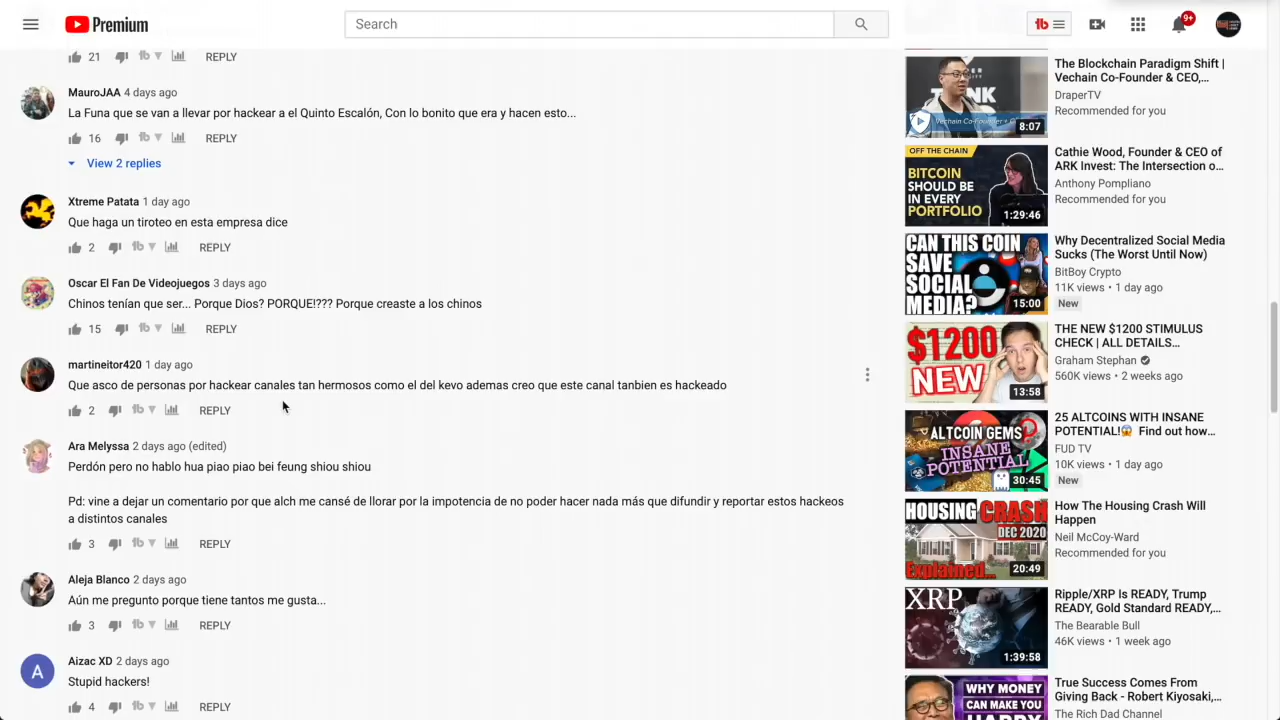 Premium
Search
9+
21
REPLY
MauroJAA 4 days ago
La Funa que se van a llevar por hackear a el Quinto Escalón, Con lo bonito que era y hacen esto...
16
REPLY
View 2 replies
Xtreme Patata 1 day ago
Que haga un tiroteo en esta empresa dice
2
REPLY
Oscar El Fan De Videojuegos 3 days ago
Chinos tenían que ser... Porque Dios? PORQUE!??? Porque creaste a los chinos
15
REPLY
martineitor420 1 day ago
Que asco de personas por hackear canales tan hermosos como el del kevo ademas creo que este canal tanbien es hackeado
2
REPLY
Ara Melyssa 2 days ago (edited)
Perdón pero no hablo hua piao piao bei feung shiou shiou
Pd: vine a dejar un comentario por que alchile dejé de llorar por la impotencia de no poder hacer nada más que difundir y reportar estos hackeos
a distintos canales
3
REPLY
Aleja Blanco 2 days ago
Aún me pregunto porque tiene tantos me gusta...
3
REPLY
A
Aizac XD 2 days ago
Stupid hackers!
4
REPLY
Vechain Co-Founder +
8:07
The Blockchain Paradigm Shift |
Vechain Co-Founder & CEO,...
DraperTV
Recommended for you
OFF THE CHAIN
BITCOIN
SHOULD BE
IN EVERY
PORTFOLIO
1:29:46
Cathie Wood, Founder & CEO of
ARK Invest: The Intersection o...
Anthony Pompliano
Recommended for you
CAN THIS COIN
SAVE
SOCIAL
MEDIA?
15:00
Why Decentralized Social Media
Sucks (The Worst Until Now)
BitBoy Crypto
11K views • 1 day ago
New
$1200
NEW
13:58
THE NEW $1200 STIMULUS
CHECK | ALL DETAILS...
Graham Stephan
560K views • 2 weeks ago
ALTCOIN GEMS
INSANE
POTENTIAL
30:45
25 ALTCOINS WITH INSANE
POTENTIAL!😱 Find out how...
FUD TV
10K views • 1 day ago
New
HOUSING CRASH
DEC 2020
Explained...
20:49
How The Housing Crash Will
Happen
Neil McCoy-Ward
Recommended for you
XRP
1:39:58
Ripple/XRP Is READY, Trump
READY, Gold Standard READY,...
The Bearable Bull
46K views • 1 week ago
WHY MONEY
CAN MAKE YOU
HAPPY
True Success Comes From
Giving Back - Robert Kiyosaki,...
The Rich Dad Channel